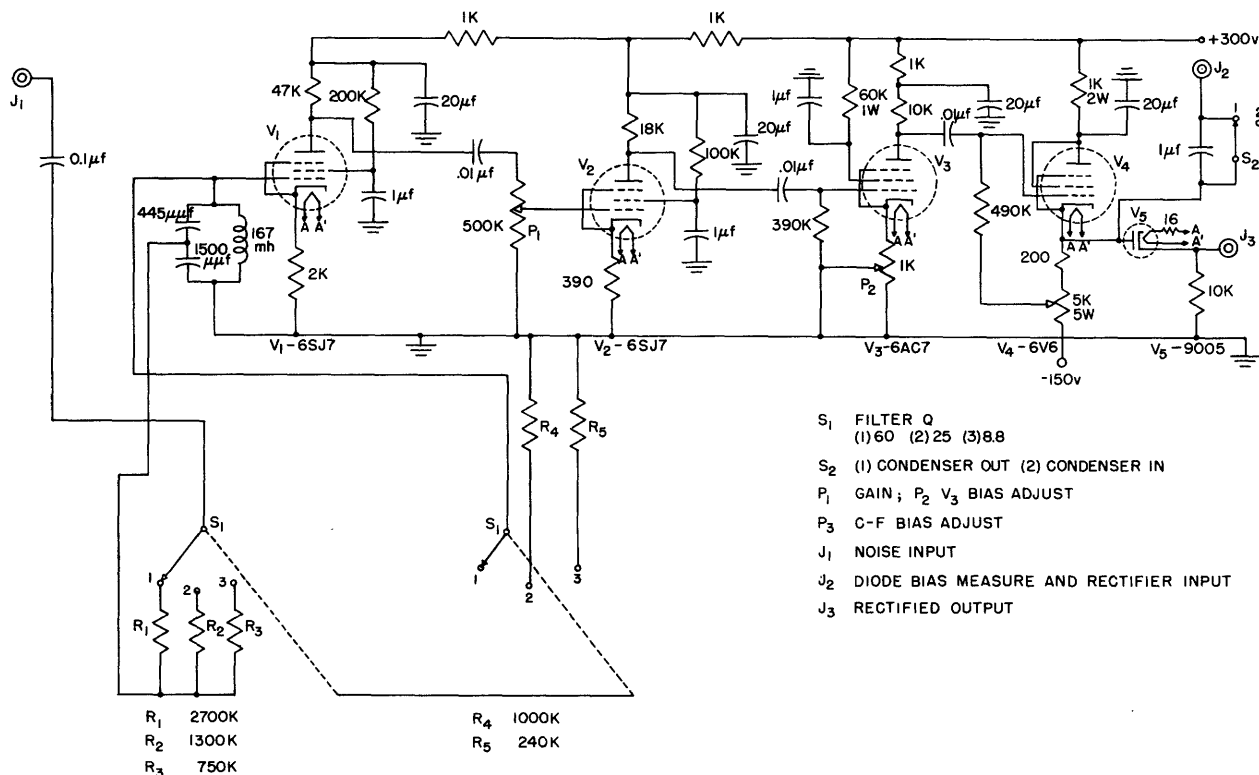 1K
1K
+300v
J1
47K
200K
20µf
18K
100K
20µf
1µf
60K
1W
1K
10K
.01µf
20µf
1K
2W
20µf
J2
1
1µf
S2
0.1µf
V1
.01µf
V2
.01µf
V3
V4
V5
16
A
A'
J3
445µµf
1500
µµf
167
mh
A A'
1µf
500K
P1
A A'
1µf
390K
A A'
490K
A A'
2K
390
1K
P2
200
5K
5W
10K
V1-6SJ7
V2-6SJ7
V3-6AC7
V4-6V6
V5-9005
-150v
R4
R5
S1 FILTER Q
(1)60 (2)25 (3)8.8
S2 (1) CONDENSER OUT (2) CONDENSER IN
P1 GAIN; P2 V3 BIAS ADJUST
P3 C-F BIAS ADJUST
J1 NOISE INPUT
J2 DIODE BIAS MEASURE AND RECTIFIER INPUT
J3 RECTIFIED OUTPUT
S1
S1
1
2
3
1
2
3
R1
R2
R3
R1 2700K
R2 1300K
R3 750K
R4 1000K
R5 240K